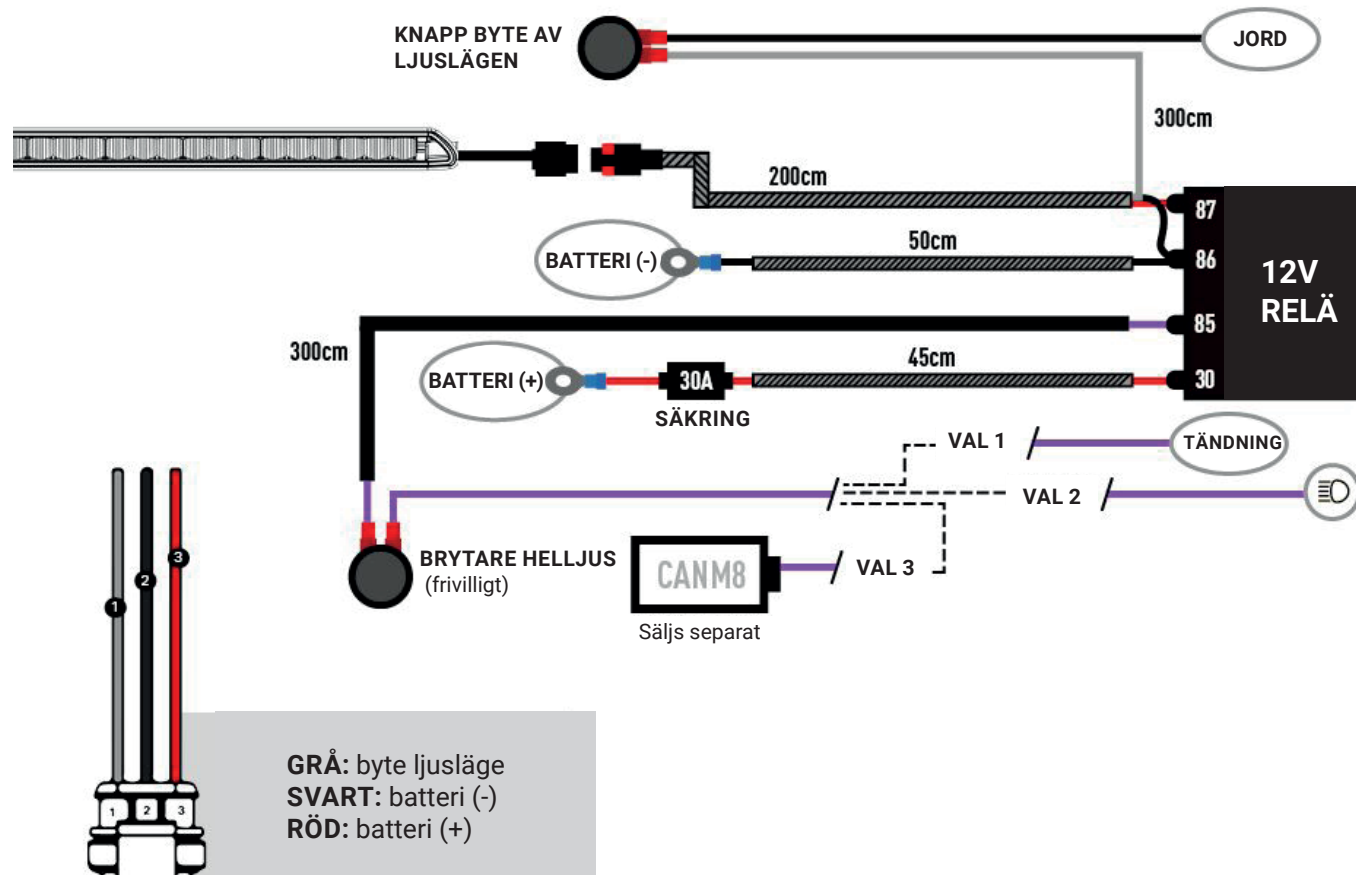 KNAPP BYTE AV
LJUSLÄGEN
JORD
300cm
200cm
87
BATTERI (-)
50cm
86
12V
RELÄ
85
300cm
BATTERI (+)
30A
45cm
30
SÄKRING
VAL 1
TÄNDNING
VAL 2
BRYTARE HELLJUS
(frivilligt)
CANM8
VAL 3
Säljs separat
3
2
1
GRÅ: byte ljusläge
SVART: batteri (-)
RÖD: batteri (+)
1 2 3